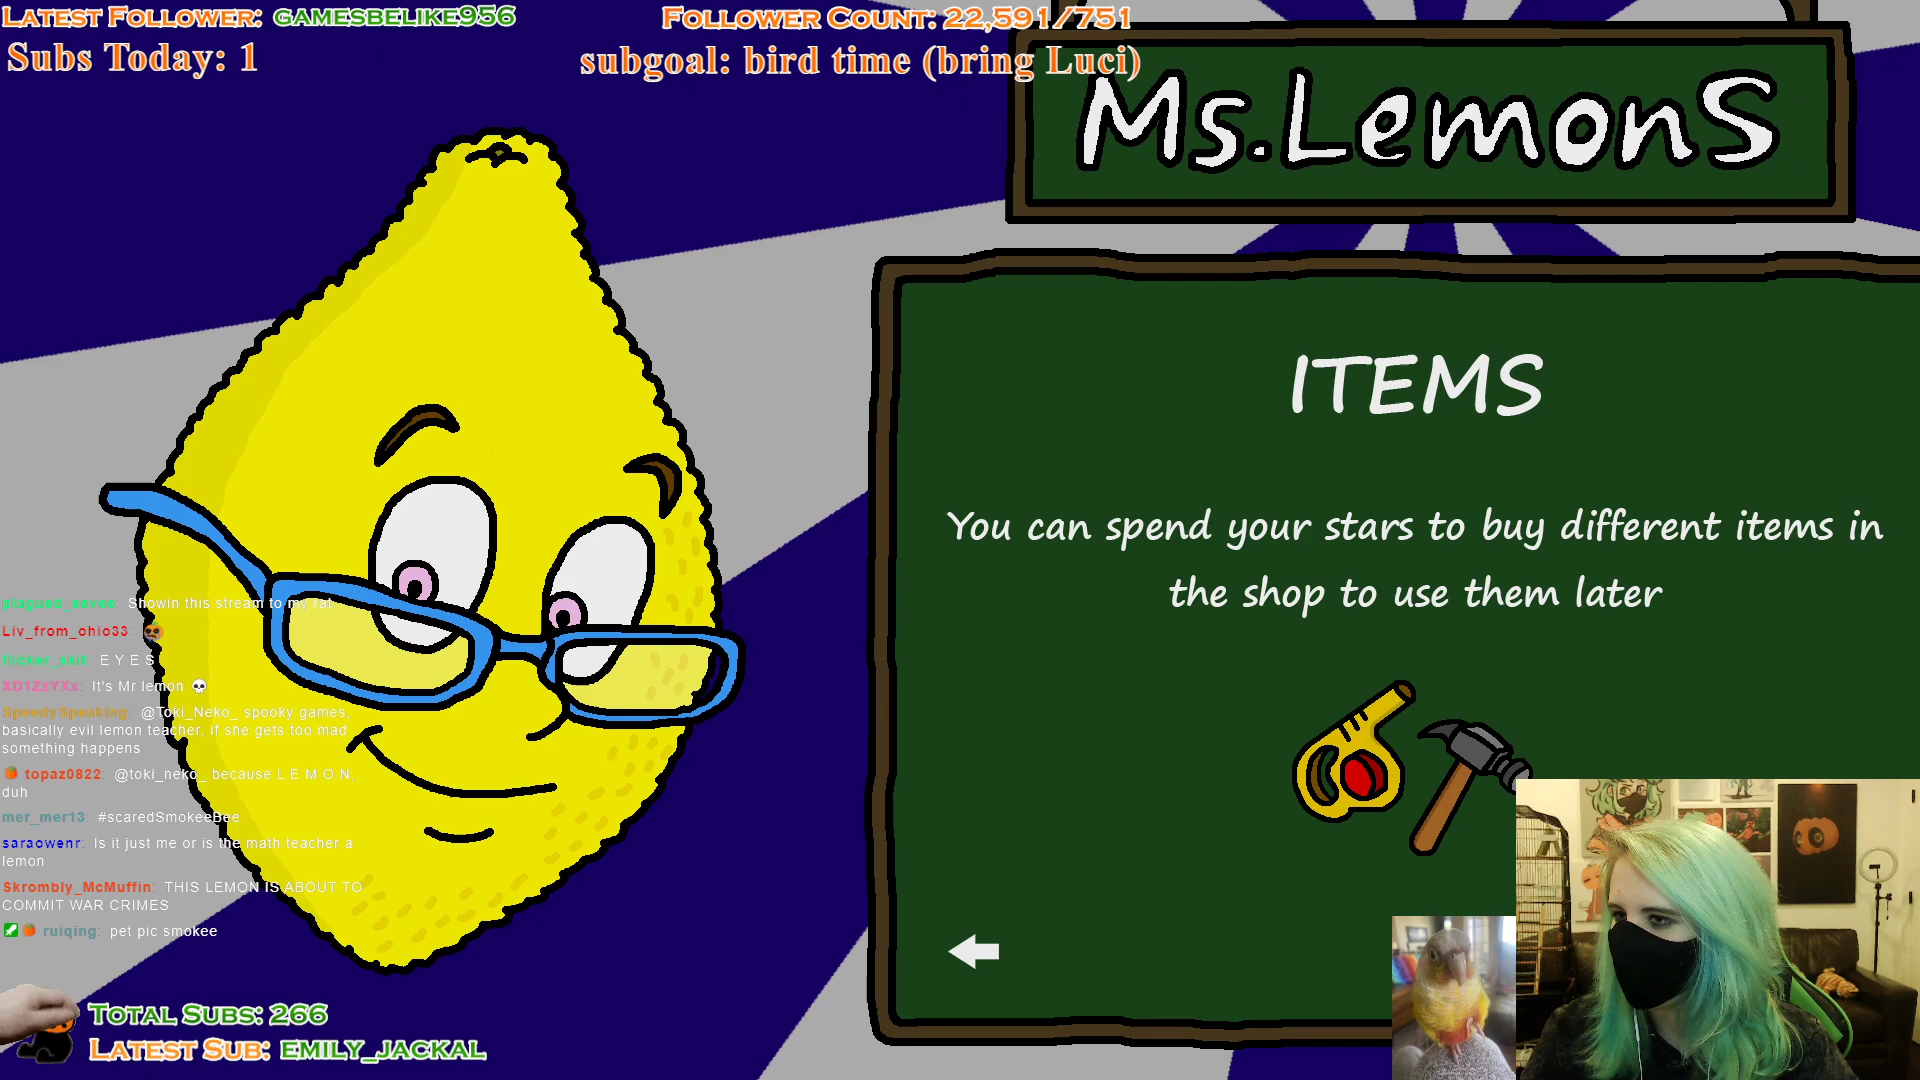 LATEST FOLLOWER: GAMESBELIKE956
FOLLOWER COUNT: 22,591/751
Subs Today: 1
subgoal: bird time (bring Luci)
Ms.LemonS
ITEMS
You can spend your stars to buy different items in
the shop to use them later
plagued_eevee: Showin this stream to my rat
Liv_from_ohio33:
flicker_skit: E Y E S
XD1ZzYXx: It's Mr lemon
SpeedySpeaking: @Toki_Neko_ spooky games,
basically evil lemon teacher, if she gets too mad
something happens
topaz0822: @toki_neko_ because L E M O N,
duh
mer_mer13: #scaredSmokeeBee
saraowenr: Is it just me or is the math teacher a
lemon
Skrombly_McMuffin: THIS LEMON IS ABOUT TO
COMMIT WAR CRIMES
ruiqing: pet pic smokee
TOTAL SUBS: 266
LATEST SUB: EMILY_JACKAL